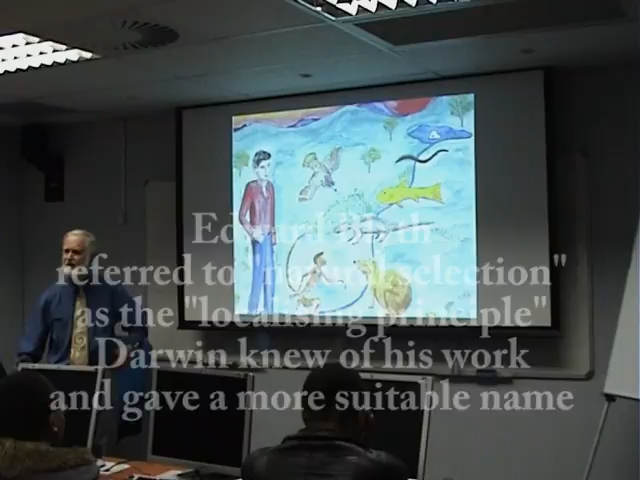 Edward Blyth
referred to "natural selection"
as the "localising principle"
Darwin knew of his work
and gave a more suitable name